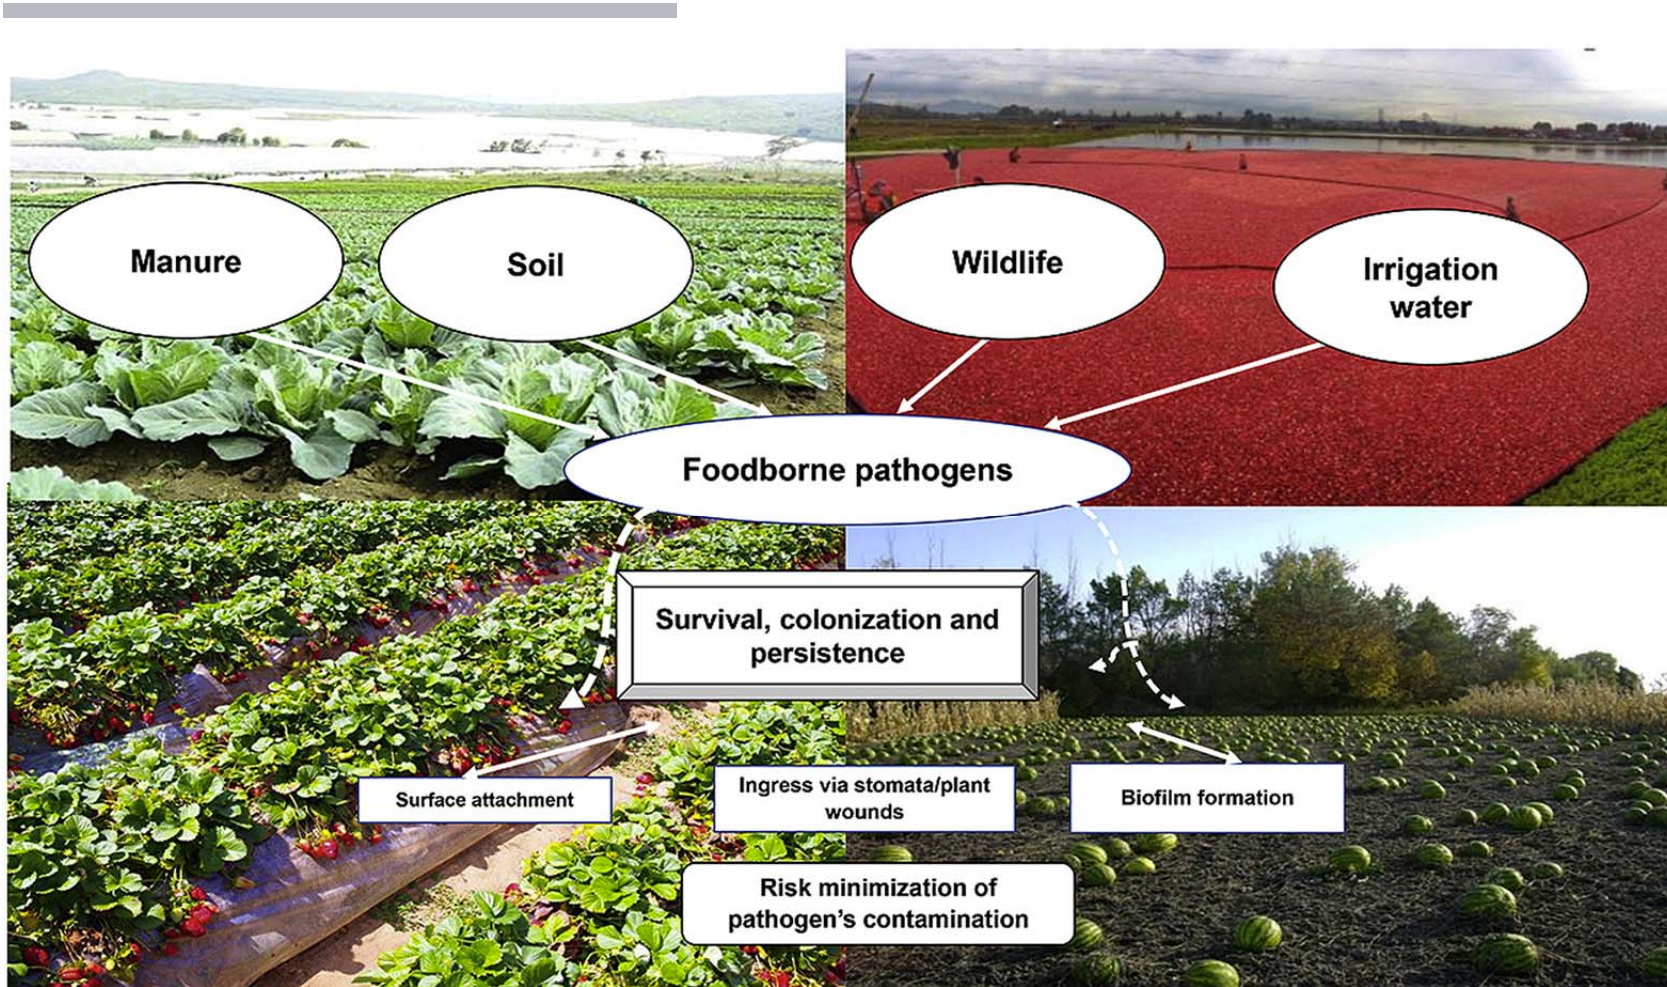 Manure
Soil
Wildlife
Irrigation
water
Foodborne pathogens
Survival, colonization and
persistence
Surface attachment
Ingress via stomata/plant
wounds
Biofilm formation
Risk minimization of
pathogen's contamination